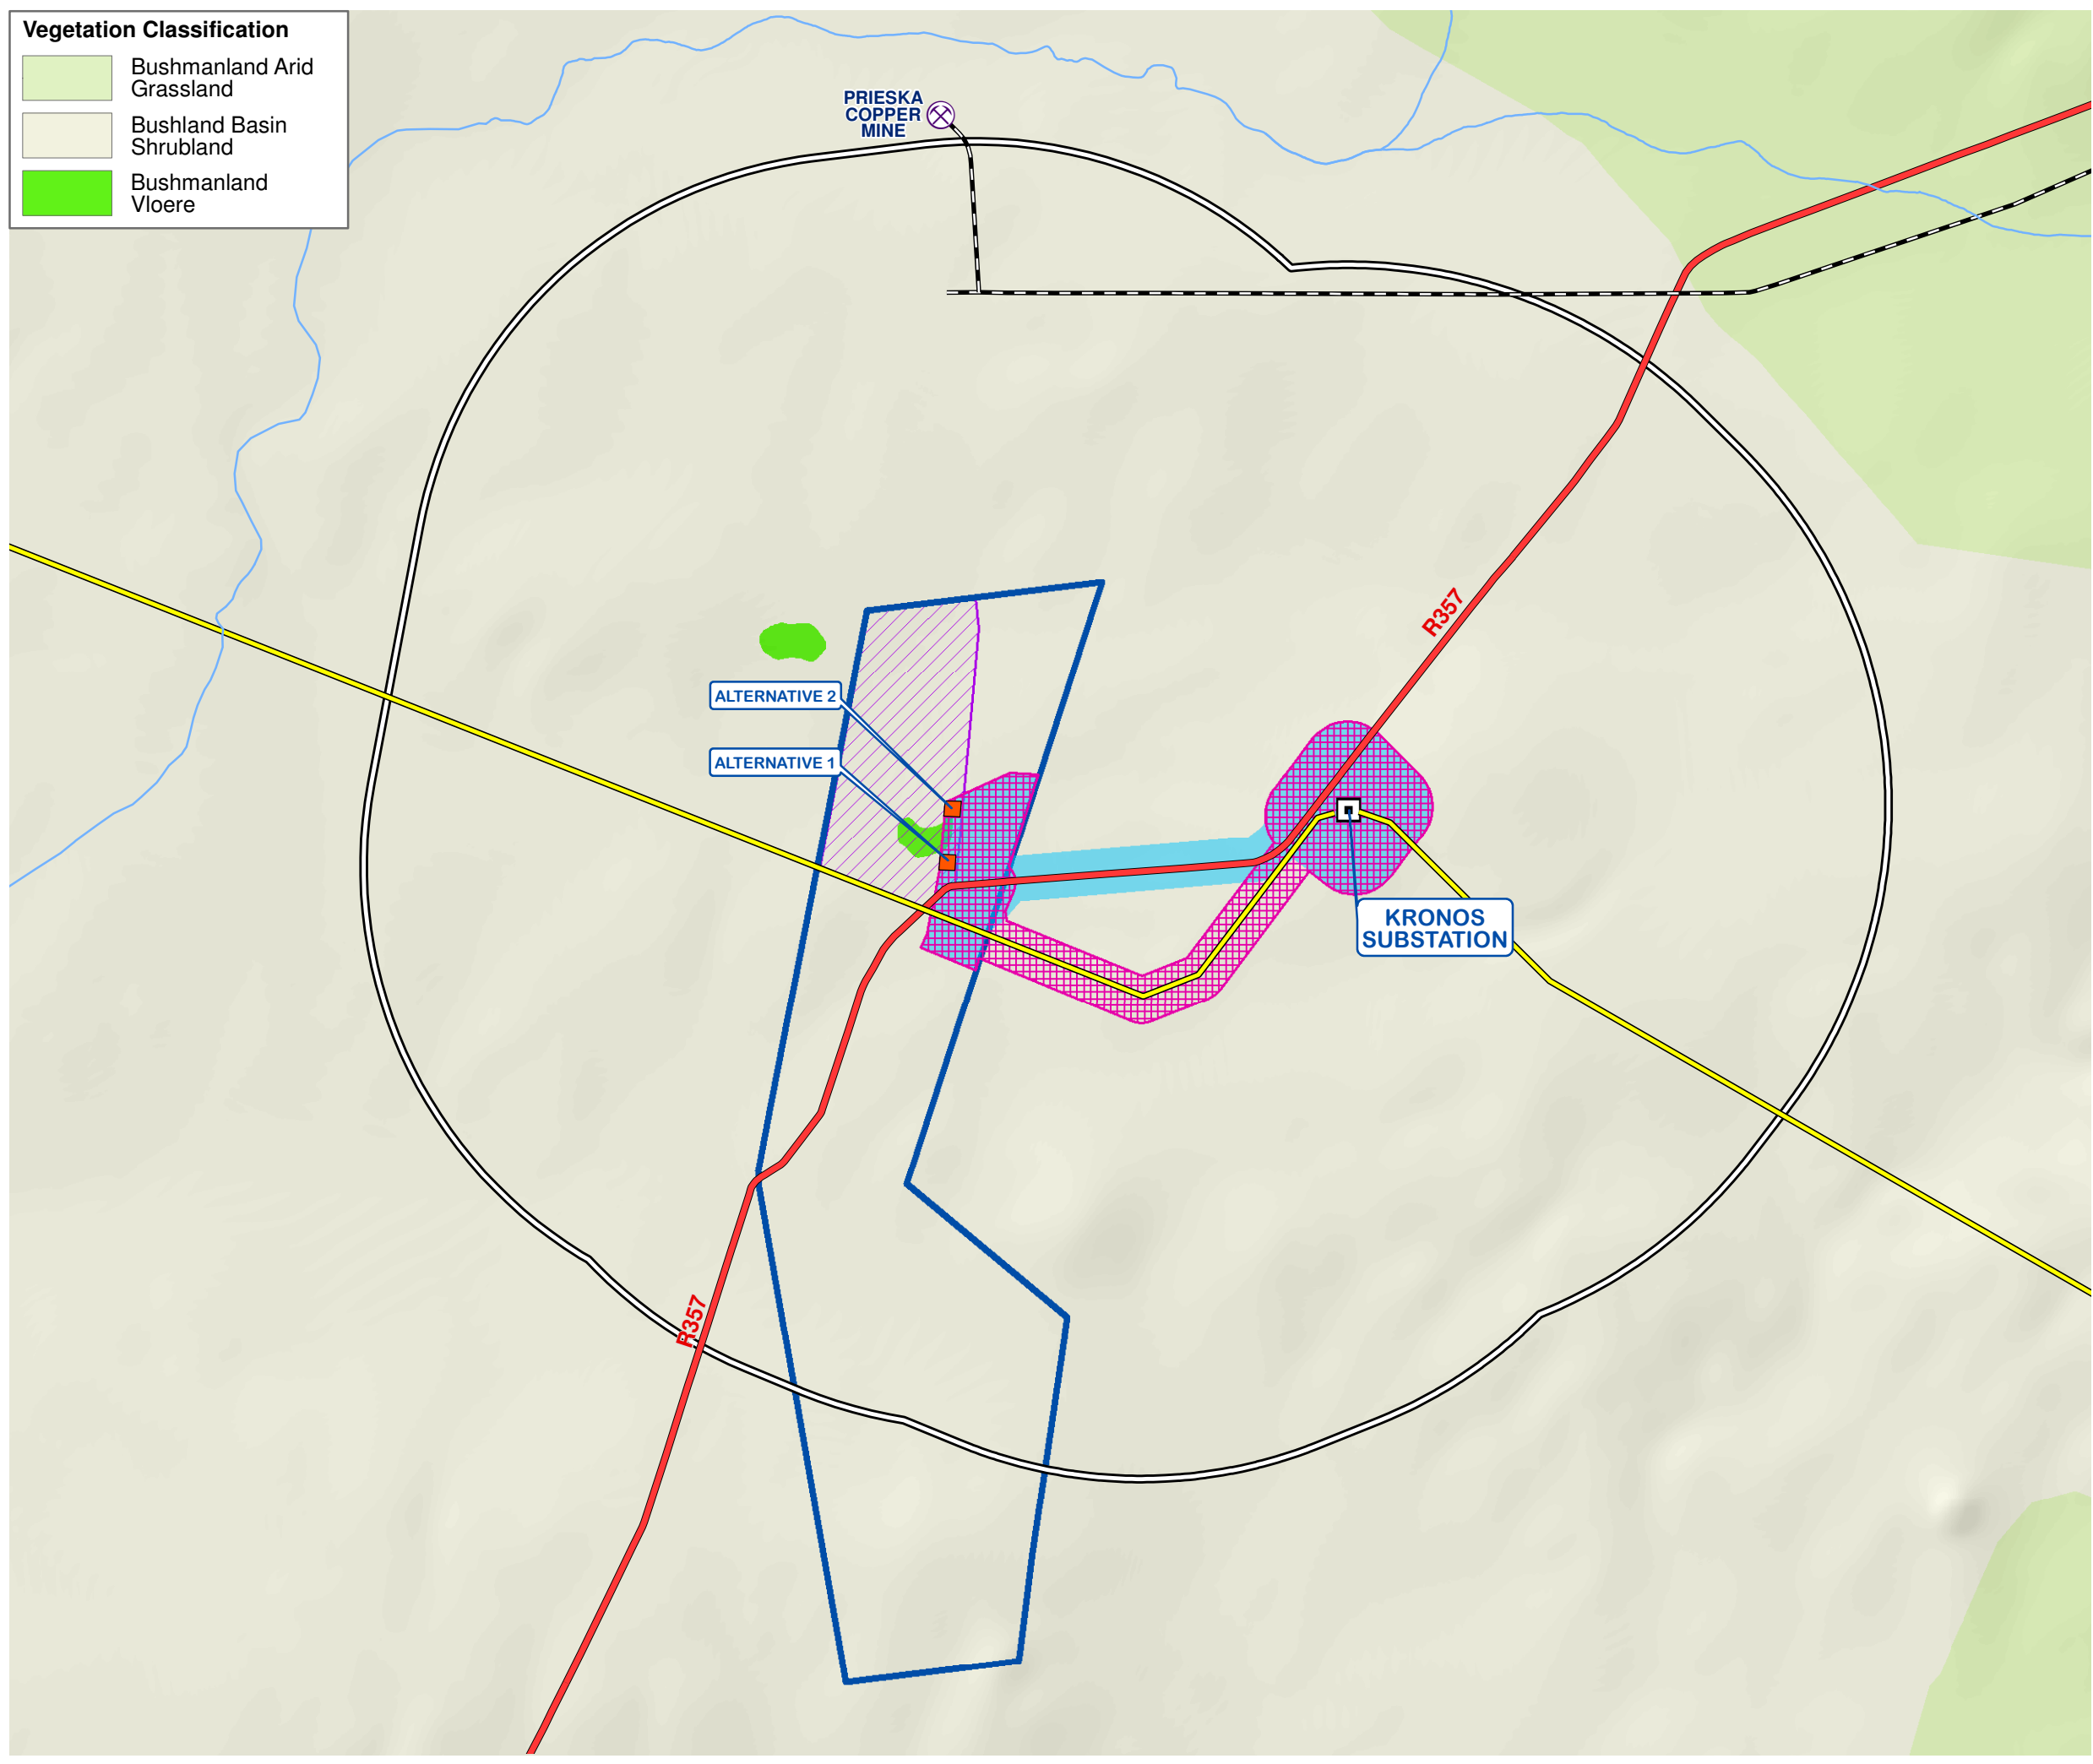 Vegetation Classification
Bushmanland Arid
Grassland
Bushland Basin
Shrubland
Bushmanland
Vloere
PRIESKA
COPPER
MINE
R357
ALTERNATIVE 2
ALTERNATIVE 1
KRONOS
SUBSTATION
R357